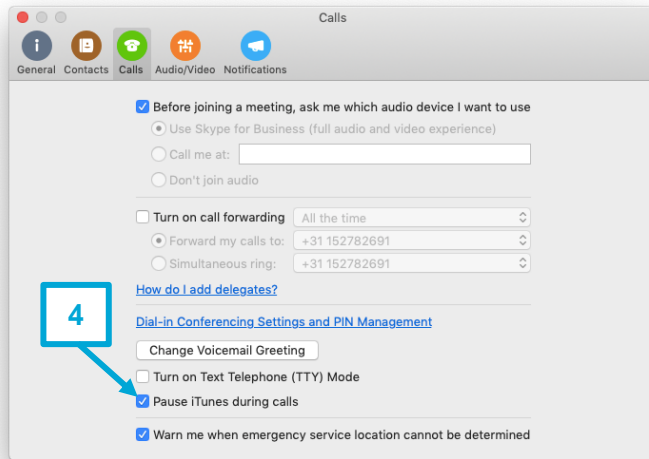 Calls
General Contacts Calls Audio/Video Notifications
Before joining a meeting, ask me which audio device I want to use
Use Skype for Business (full audio and video experience)
Call me at:
Don't join audio
Turn on call forwarding All the time
Forward my calls to: +31 152782691
Simultaneous ring: +31 152782691
How do I add delegates?
4
Dial-in Conferencing Settings and PIN Management
Change Voicemail Greeting
Turn on Text Telephone (TTY) Mode
Pause iTunes during calls
Warn me when emergency service location cannot be determined